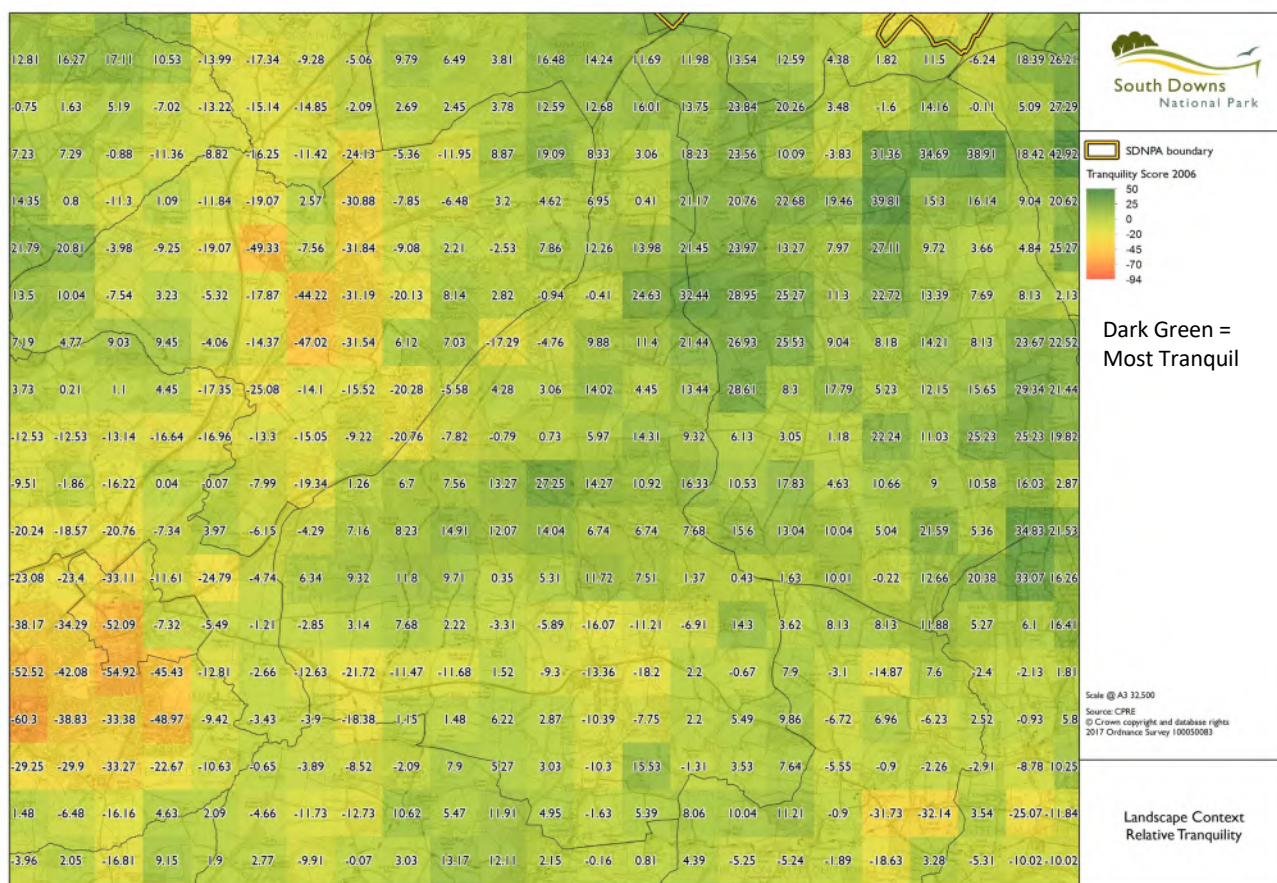 12.81 16.27 17.11 10.53 -13.99 -17.34 -9.28 -5.06 9.79 6.49 3.81 16.48 14.24 11.69 11.98 13.54 12.59 4.38 1.82 11.5 -6.24 18.39 26.21
-0.75 1.63 5.19 -7.02 -13.22 -15.14 -14.85 -2.09 2.69 2.45 3.78 12.59 12.68 16.01 13.75 23.84 20.26 3.48 -1.6 14.16 -0.11 5.09 27.29
7.23 7.29 -0.88 -11.36 -8.82 -16.25 -11.42 -24.13 -5.36 -11.95 8.87 19.09 8.33 3.06 18.23 23.56 10.09 -3.83 31.36 34.69 38.91 18.42 42.92
14.35 0.8 -11.3 1.09 -11.84 -19.07 2.57 -30.88 -7.85 -6.48 3.2 4.62 6.95 0.41 21.17 20.76 22.68 19.46 39.81 15.3 16.14 9.04 20.62
21.79 20.81 -3.98 -9.25 -19.07 -49.33 -7.56 -31.84 -9.08 2.21 -2.53 7.86 12.26 13.98 21.45 23.97 13.27 7.97 27.11 9.72 3.66 4.84 25.27
13.5 10.04 -7.54 3.23 -5.32 -17.87 -44.22 -31.19 -20.13 8.14 2.82 -0.94 -0.41 24.63 32.44 28.95 25.27 11.3 22.72 13.39 7.69 8.13 2.13
7.19 4.77 9.03 9.45 -4.06 -14.37 -47.02 -31.54 6.12 7.03 -17.29 -4.76 9.88 11.4 21.44 26.93 25.53 9.04 8.18 14.21 8.13 23.67 22.52
3.73 0.21 1.1 4.45 -17.35 -25.08 -14.1 -15.52 -20.28 -5.58 4.28 3.06 14.02 4.45 13.44 28.61 8.3 17.79 5.23 12.15 15.65 29.34 21.44
-12.53 -12.53 -13.14 -16.64 -16.96 -13.3 -15.05 -9.22 -20.76 -7.82 -0.79 0.73 5.97 14.31 9.32 6.13 3.05 1.18 22.24 11.03 25.23 25.23 19.82
-9.51 -1.86 -16.22 0.04 -0.07 -7.99 -19.34 1.26 6.7 7.56 13.27 27.25 14.27 10.92 16.33 10.53 17.83 4.63 10.66 9 10.58 16.03 2.87
-20.24 -18.57 -20.76 -7.34 3.97 -6.15 -4.29 7.16 8.23 14.91 12.07 14.04 6.74 6.74 7.68 15.6 13.04 10.04 5.04 21.59 5.36 34.83 21.53
-23.08 -23.4 -33.11 -11.61 -24.79 -4.74 6.34 9.32 11.8 9.71 0.35 5.31 11.72 7.51 1.37 0.43 1.63 10.01 -0.22 12.66 20.38 33.07 16.26
-38.17 -34.29 -52.09 -7.32 -5.49 -1.21 -2.85 3.14 7.68 2.22 -3.31 -5.89 -16.07 -11.21 -6.91 14.3 3.62 8.13 8.13 11.88 5.27 6.1 16.41
-52.52 -42.08 -54.92 -45.43 -12.81 -2.66 -12.63 -21.72 -11.47 -11.68 1.52 -9.3 -13.36 -18.2 2.2 -0.67 7.9 -3.1 -14.87 7.6 -2.4 -2.13 1.81
-60.3 -38.83 -33.38 -48.97 -9.42 -3.43 -3.9 -18.38 1.15 1.48 6.22 2.87 -10.39 -7.75 2.2 5.49 9.86 -6.72 6.96 -6.23 2.52 -0.93 5.8
-29.25 -29.9 -33.27 -22.67 -10.63 -0.65 -3.89 -8.52 -2.09 7.9 5.27 3.03 -10.3 15.53 -1.31 3.53 7.64 -5.55 -0.9 -2.26 -2.91 -8.78 10.25
1.48 -6.48 -16.16 4.63 2.09 -4.66 -11.73 -12.73 10.62 5.47 11.91 4.95 -1.63 5.39 8.06 10.04 11.21 -0.9 -31.73 -32.14 3.54 -25.07 -11.84
-3.96 2.05 -16.81 9.15 1.9 2.77 -9.91 -0.07 3.03 13.17 12.11 2.15 -0.16 0.81 4.39 -5.25 -5.24 -1.89 -18.63 3.28 -5.31 -10.02 -10.02
South Downs
National Park
SDNPA boundary
Tranquility Score 2006
50
25
0
-20
-45
-70
-94
Dark Green =
Most Tranquil
Scale @ A3 32,500
Source: CPRE
© Crown copyright and database rights
2017 Ordnance Survey 100050083
Landscape Context
Relative Tranquility